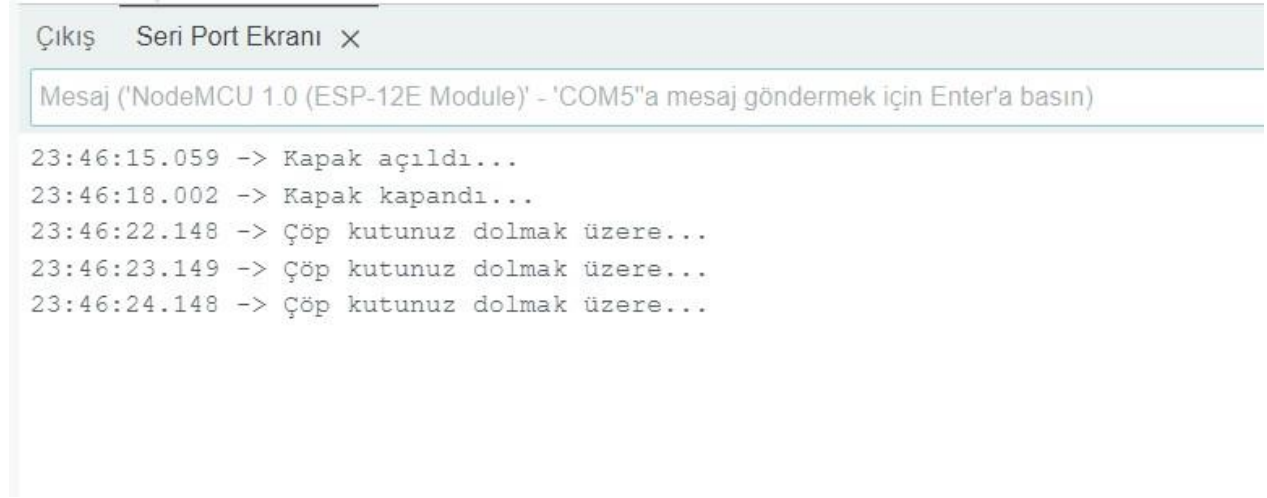 Çıkış Seri Port Ekranı
Mesaj ('NodeMCU 1.0 (ESP-12E Module)' - 'COM5''a mesaj göndermek için Enter'a basın)
23:46:15.059 -> Kapak açıldı...
23:46:18.002 -> Kapak kapandı...
23:46:22.148 -> Çöp kutunuz dolmak üzere...
23:46:23.149 -> Çöp kutunuz dolmak üzere...
23:46:24.148 -> Çöp kutunuz dolmak üzere...